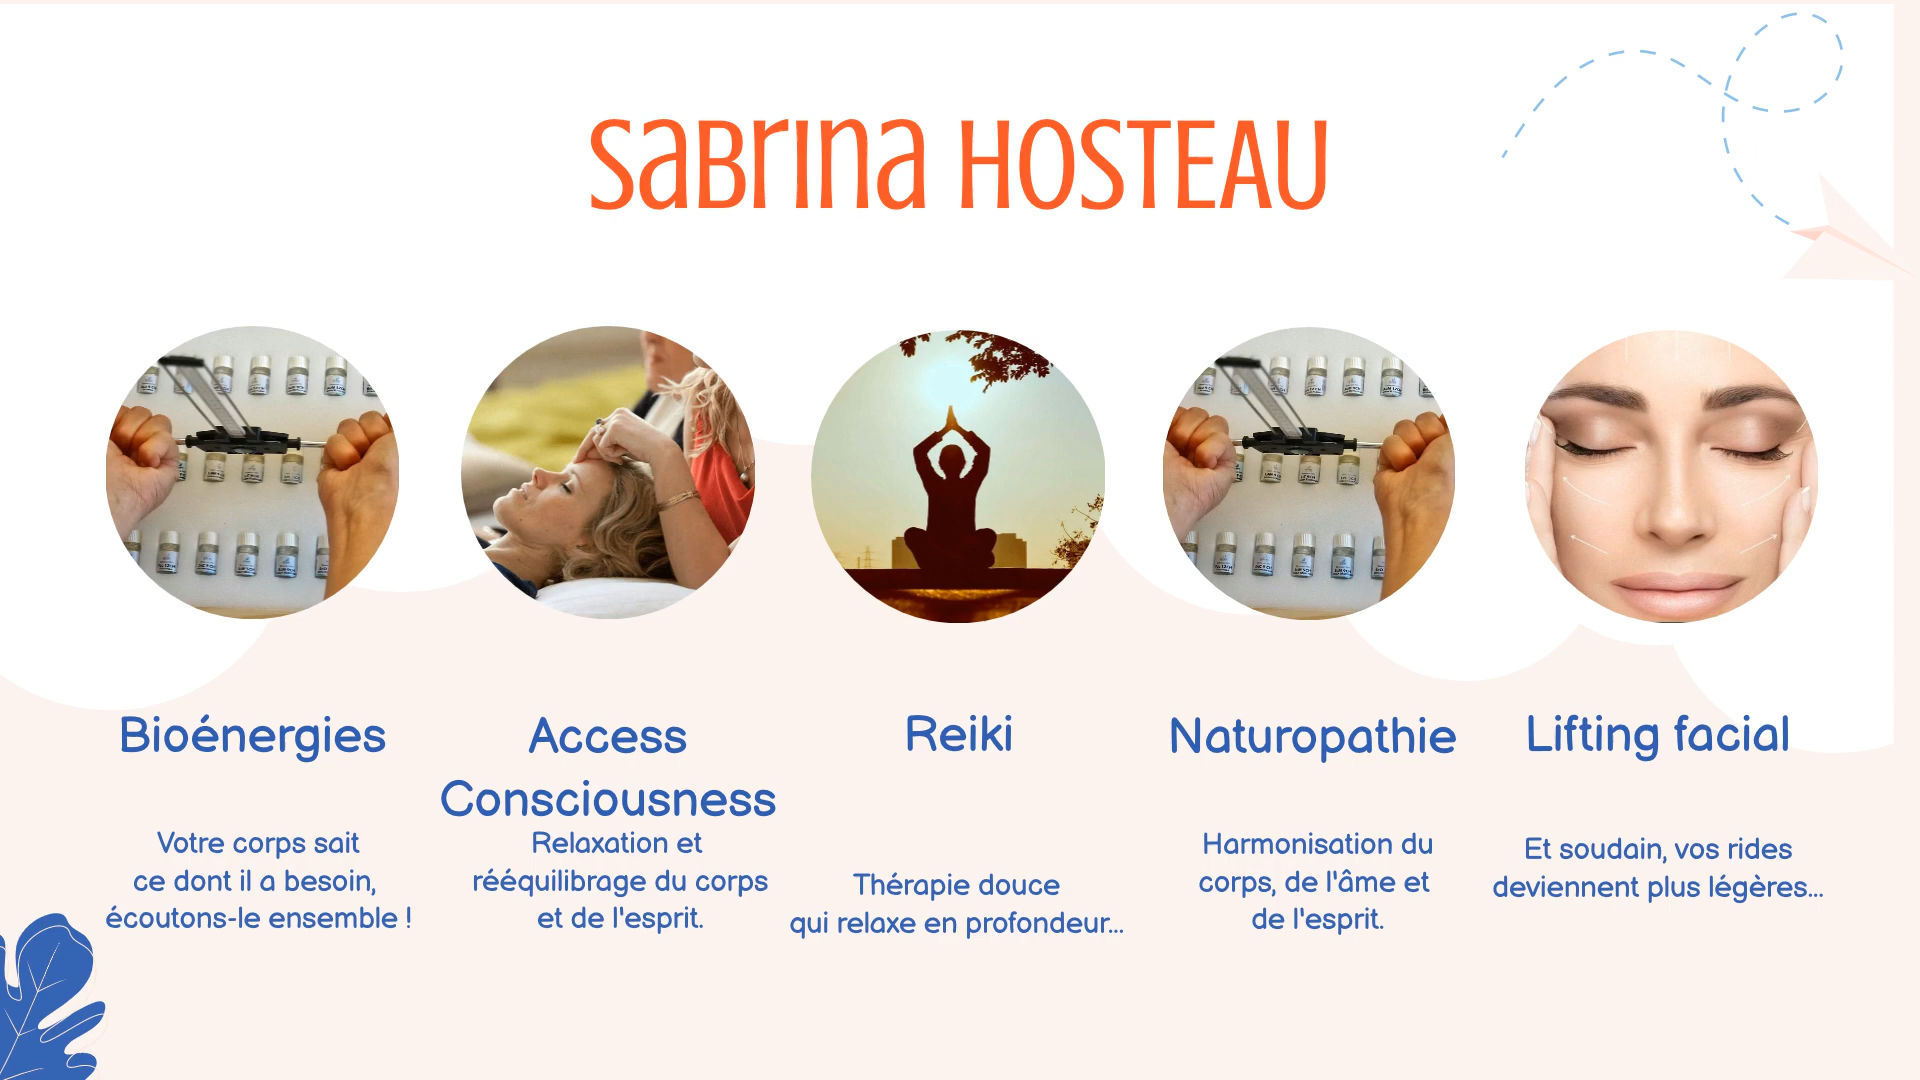 Sabrina HOSTEAU
Bioénergies
Votre corps sait
ce dont il a besoin,
écoutons-le ensemble !
Access
Consciousness
Relaxation et
rééquilibrage du corps
et de l'esprit.
Reiki
Thérapie douce
qui relaxe en profondeur...
Naturopathie
Harmonisation du
corps, de l'âme et
de l'esprit.
Lifting facial
Et soudain, vos rides
deviennent plus légères...